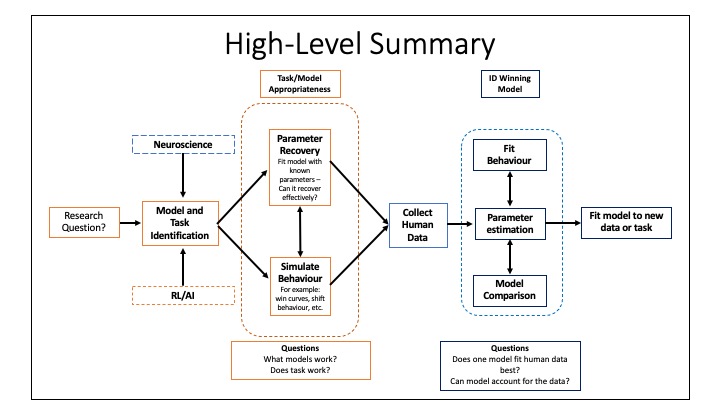 High-Level Summary
Task/Model
Appropriateness
ID Winning
Model
Neuroscience
Research
Question?
Model and
Task
Identification
RL/AI
Parameter
Recovery
Fit model with
known
parameters –
Can it recover
effectively?
Simulate
Behaviour
For example:
win curves, shift
behaviour, etc.
Collect
Human
Data
Fit
Behaviour
Parameter
estimation
Model
Comparison
Fit model to new
data or task
Questions
What models work?
Does task work?
Questions
Does one model fit human data
best?
Can model account for the data?